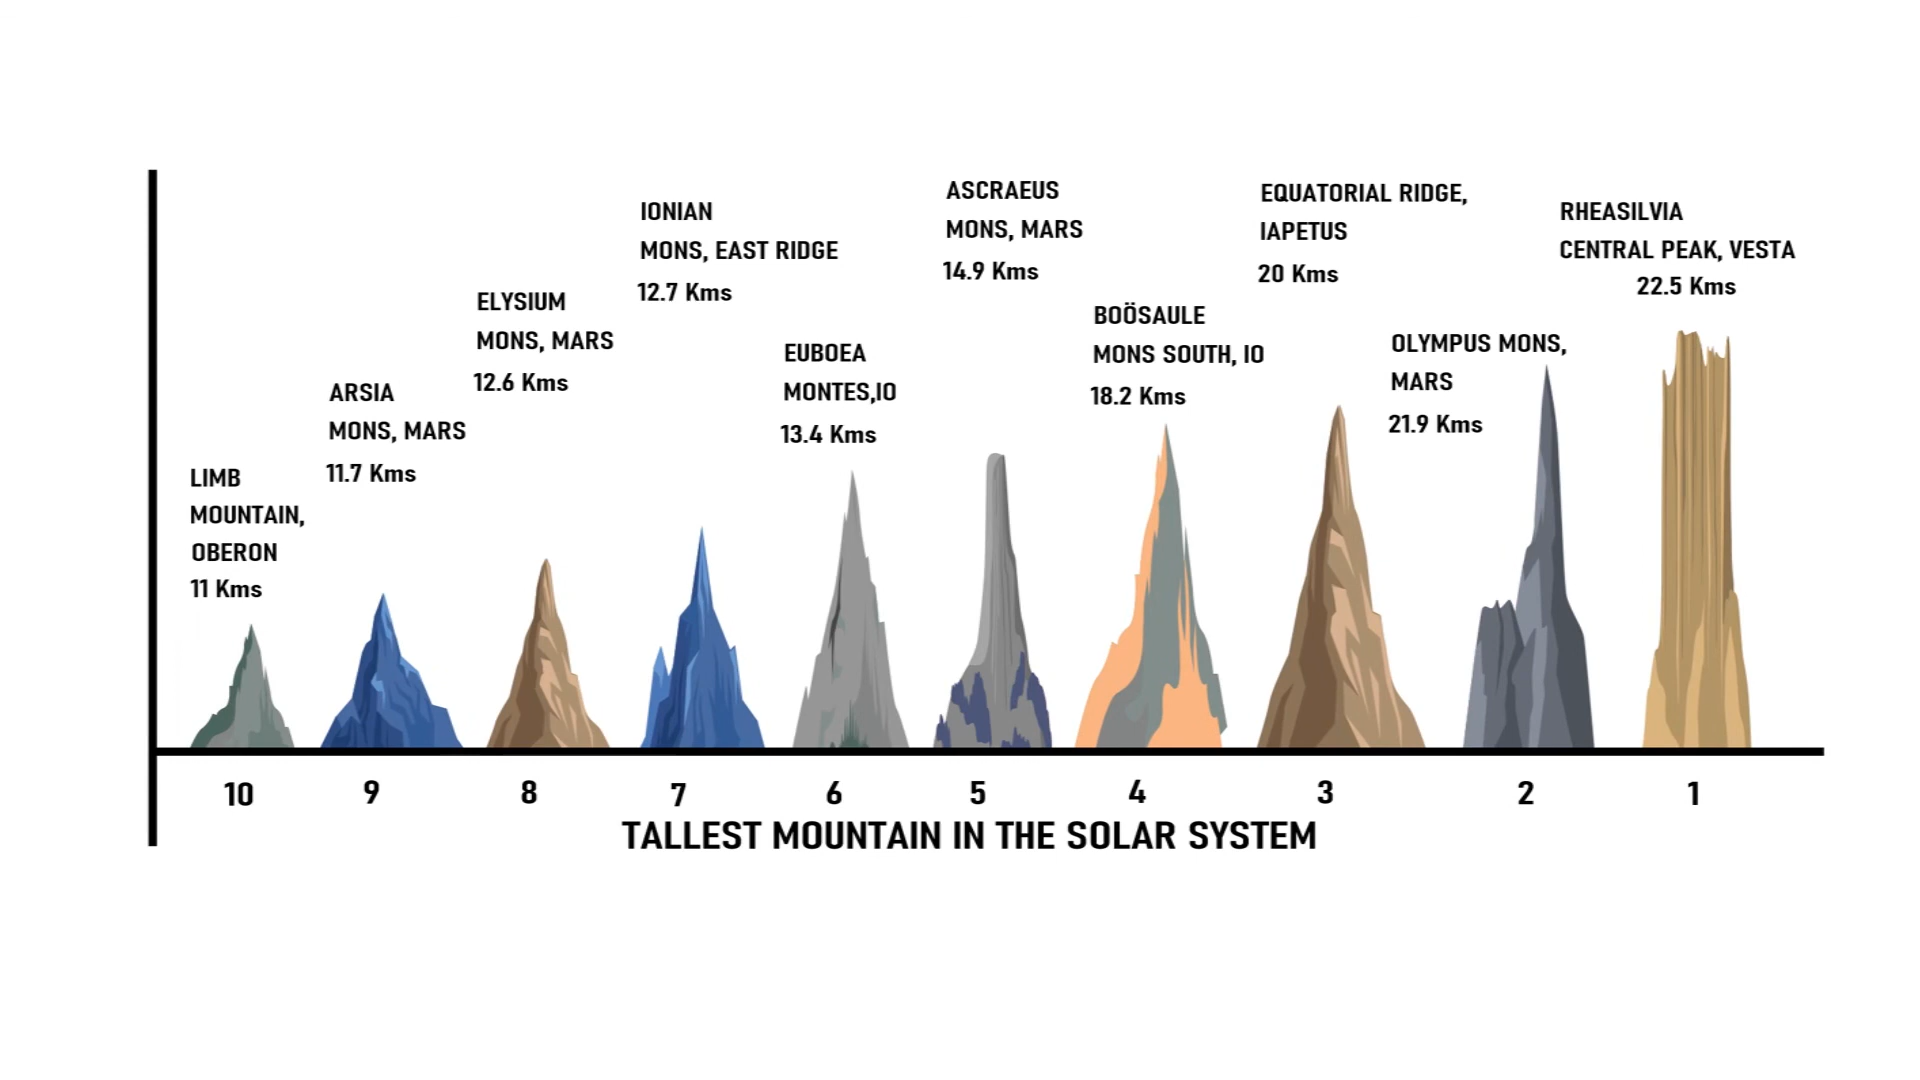 LIMB
MOUNTAIN,
OBERON
11 Kms
ARSIA
MONS, MARS
11.7 Kms
ELYSIUM
MONS, MARS
12.6 Kms
IONIAN
MONS, EAST RIDGE
12.7 Kms
EUBOEA
MONTES,IO
13.4 Kms
ASCRAEUS
MONS, MARS
14.9 Kms
BOÖSAULE
MONS SOUTH, IO
18.2 Kms
EQUATORIAL RIDGE,
IAPETUS
20 Kms
OLYMPUS MONS,
MARS
21.9 Kms
RHEASILVIA
CENTRAL PEAK, VESTA
22.5 Kms
10 9 8 7 6 5 4 3 2 1
TALLEST MOUNTAIN IN THE SOLAR SYSTEM